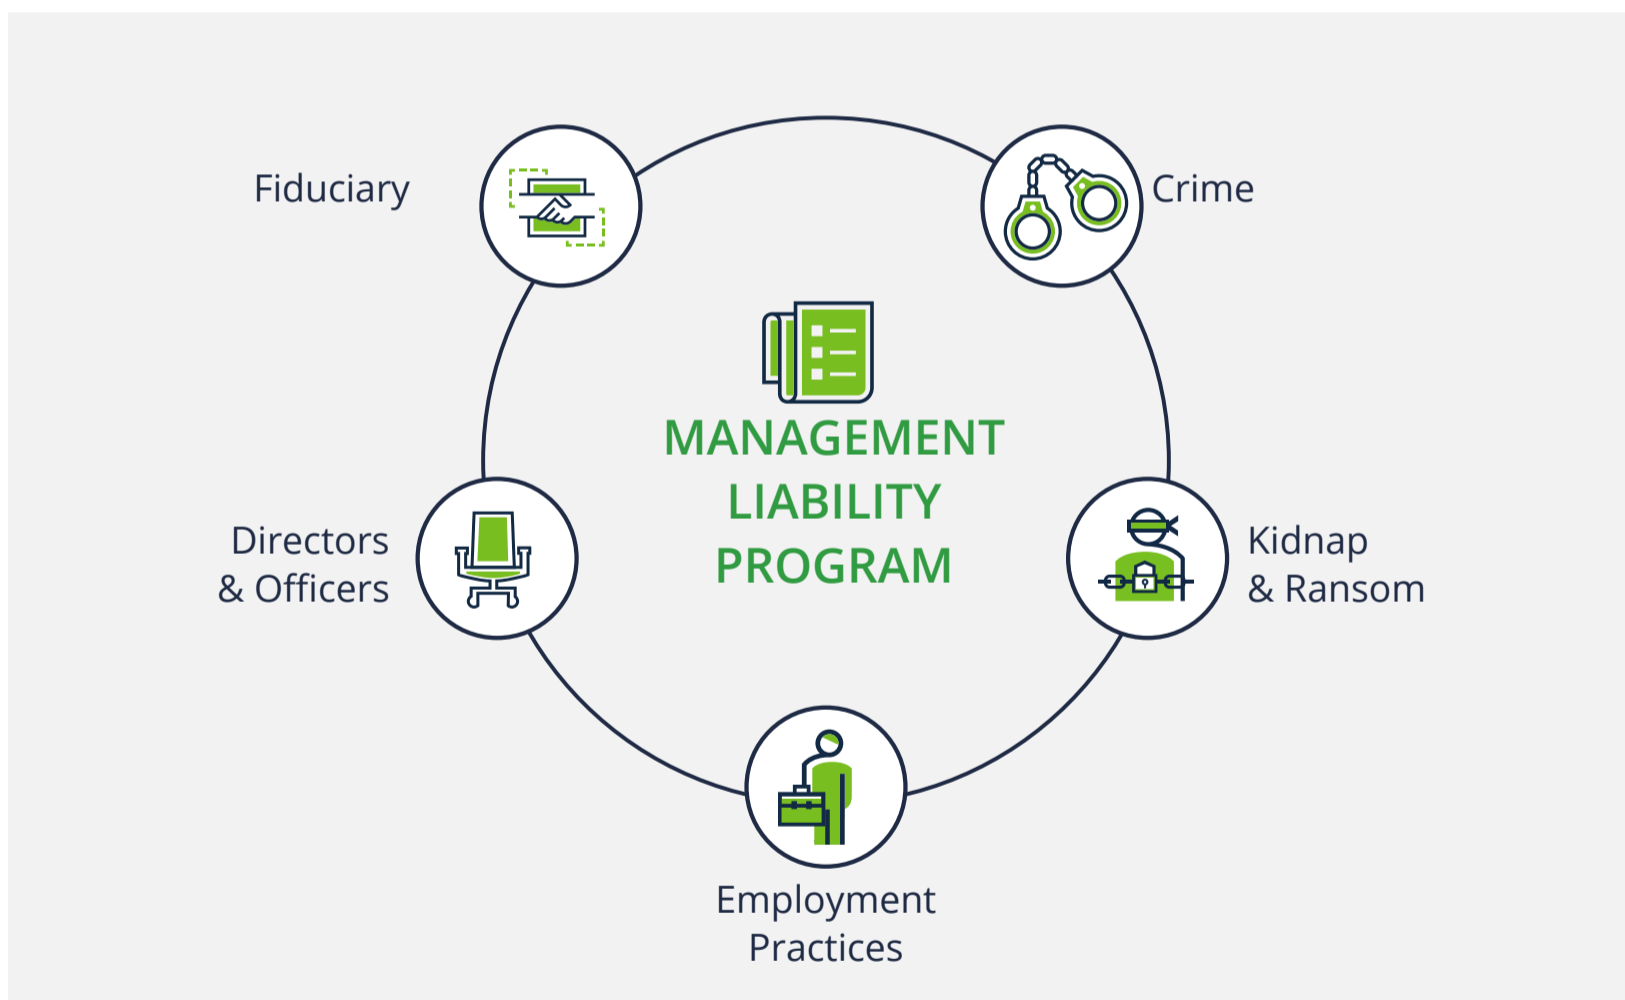 Fiduciary
Crime
MANAGEMENT
LIABILITY
PROGRAM
Directors
& Officers
Kidnap
& Ransom
Employment
Practices